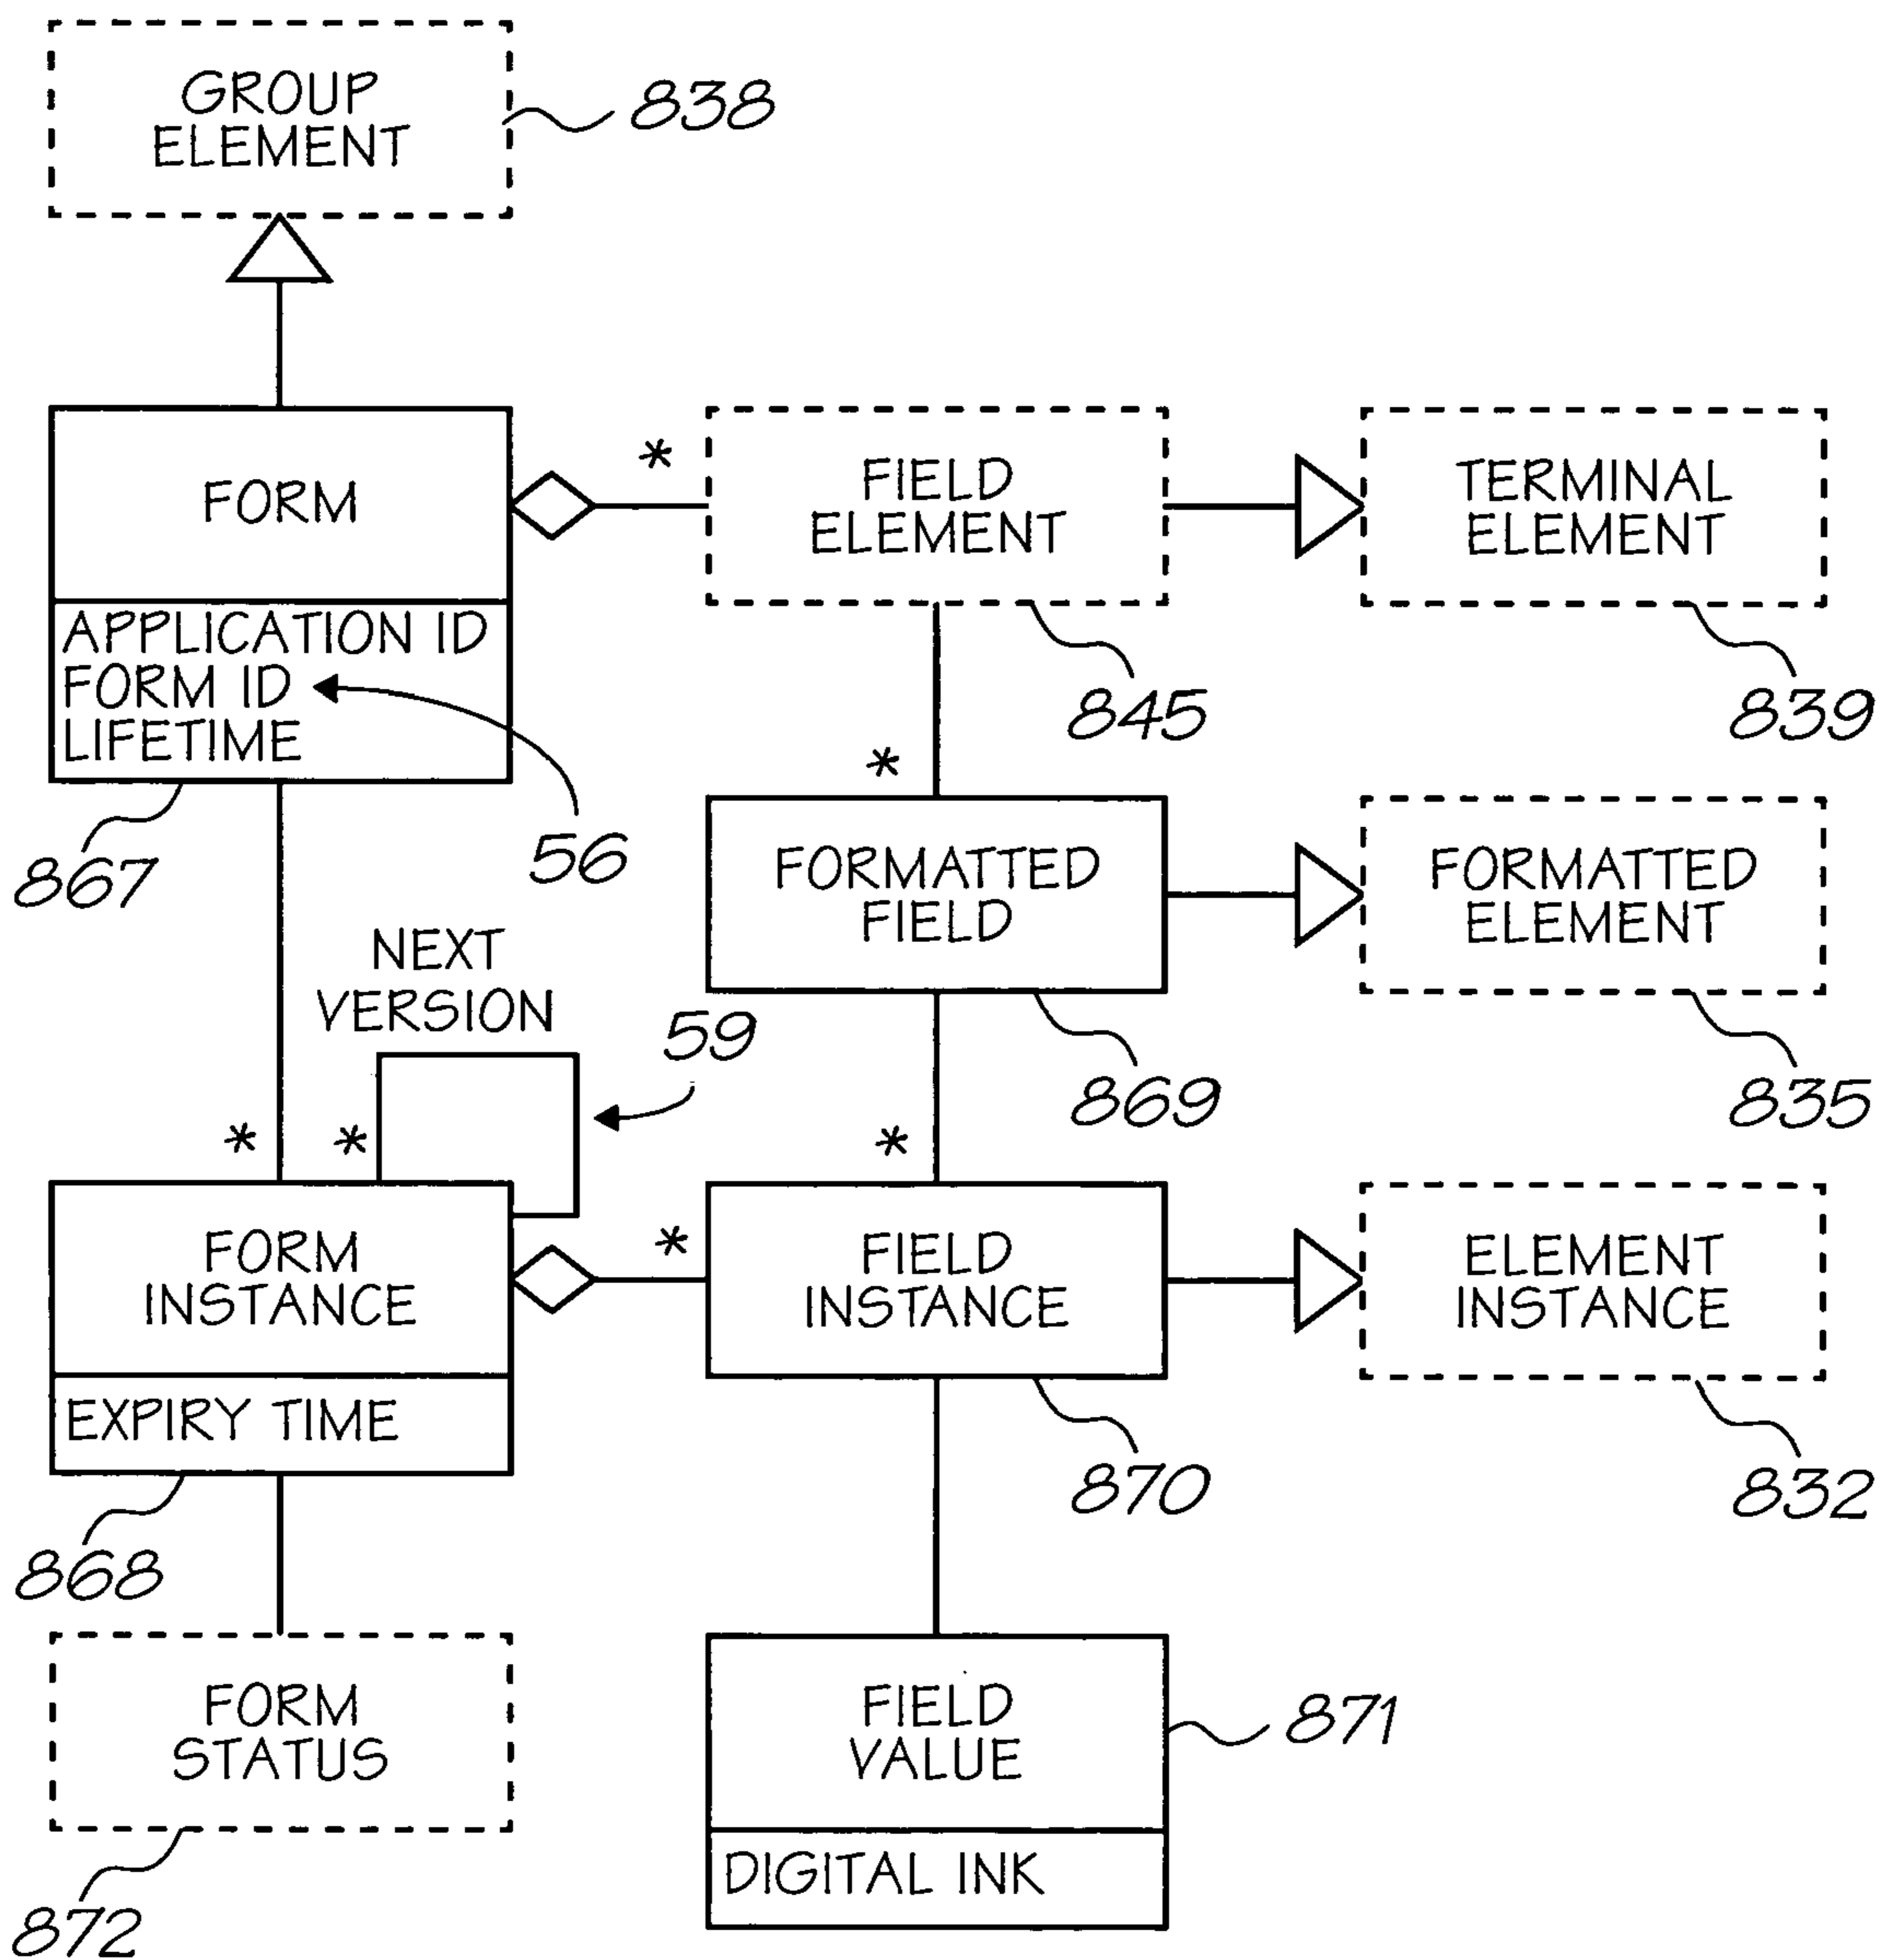 GROUP
ELEMENT
838
FORM
*
FIELD
ELEMENT
TERMINAL
ELEMENT
APPLICATION ID
FORM ID
LIFETIME
845
839
*
867
56
FORMATTED
FIELD
FORMATTED
ELEMENT
NEXT
VERSION
59
869
835
*
*
*
FORM
INSTANCE
*
FIELD
INSTANCE
ELEMENT
INSTANCE
EXPIRY TIME
870
832
868
FORM
STATUS
FIELD
VALUE
871
DIGITAL INK
872